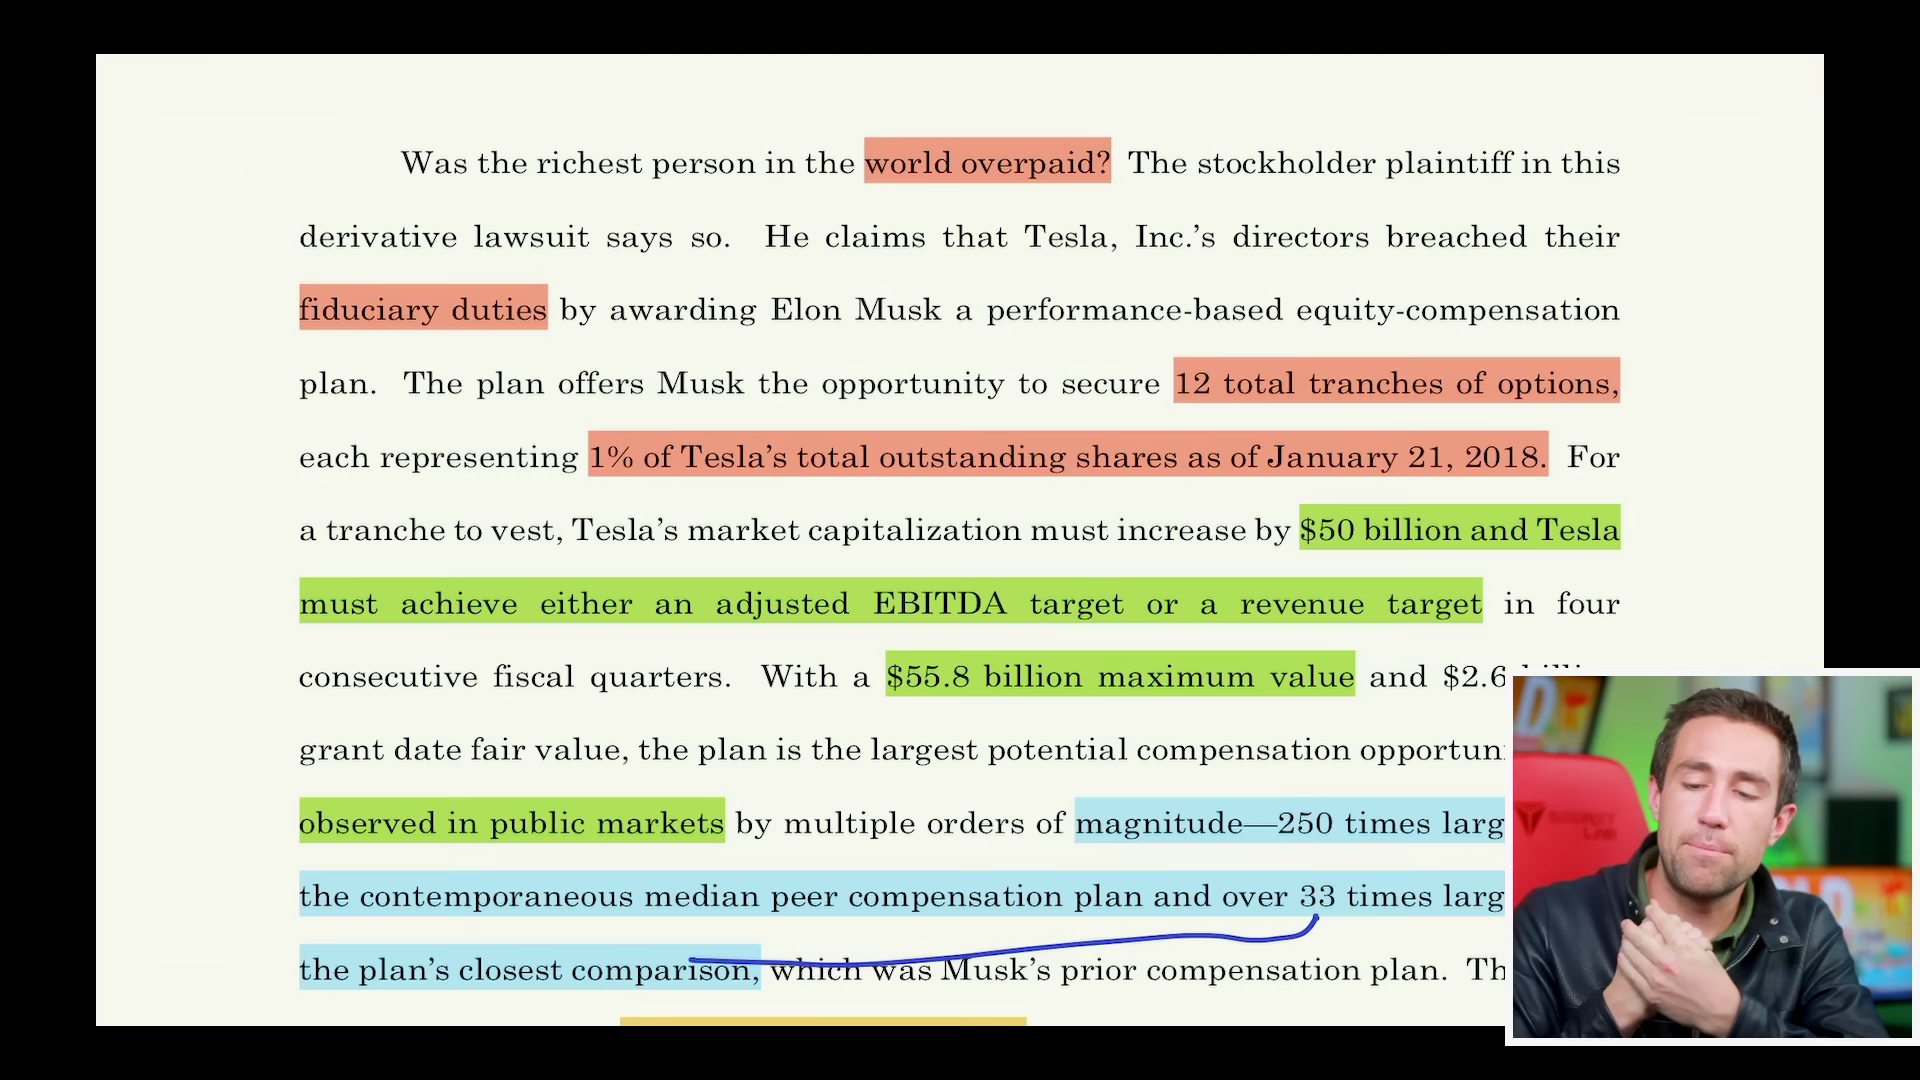 Was the richest person in the world overpaid? The stockholder plaintiff in this
derivative lawsuit says so. He claims that Tesla, Inc.’s directors breached their
fiduciary duties by awarding Elon Musk a performance-based equity-compensation
plan. The plan offers Musk the opportunity to secure 12 total tranches of options,
each representing 1% of Tesla’s total outstanding shares as of January 21, 2018. For
a tranche to vest, Tesla’s market capitalization must increase by $50 billion and Tesla
must achieve either an adjusted EBITDA target or a revenue target in four
consecutive fiscal quarters. With a $55.8 billion maximum value and $2.6
grant date fair value, the plan is the largest potential compensation
observed in public markets by multiple orders of magnitude—250 times
the contemporaneous median peer compensation plan and over 33 times
the plan’s closest comparison, which was Musk’s prior compensation plan.